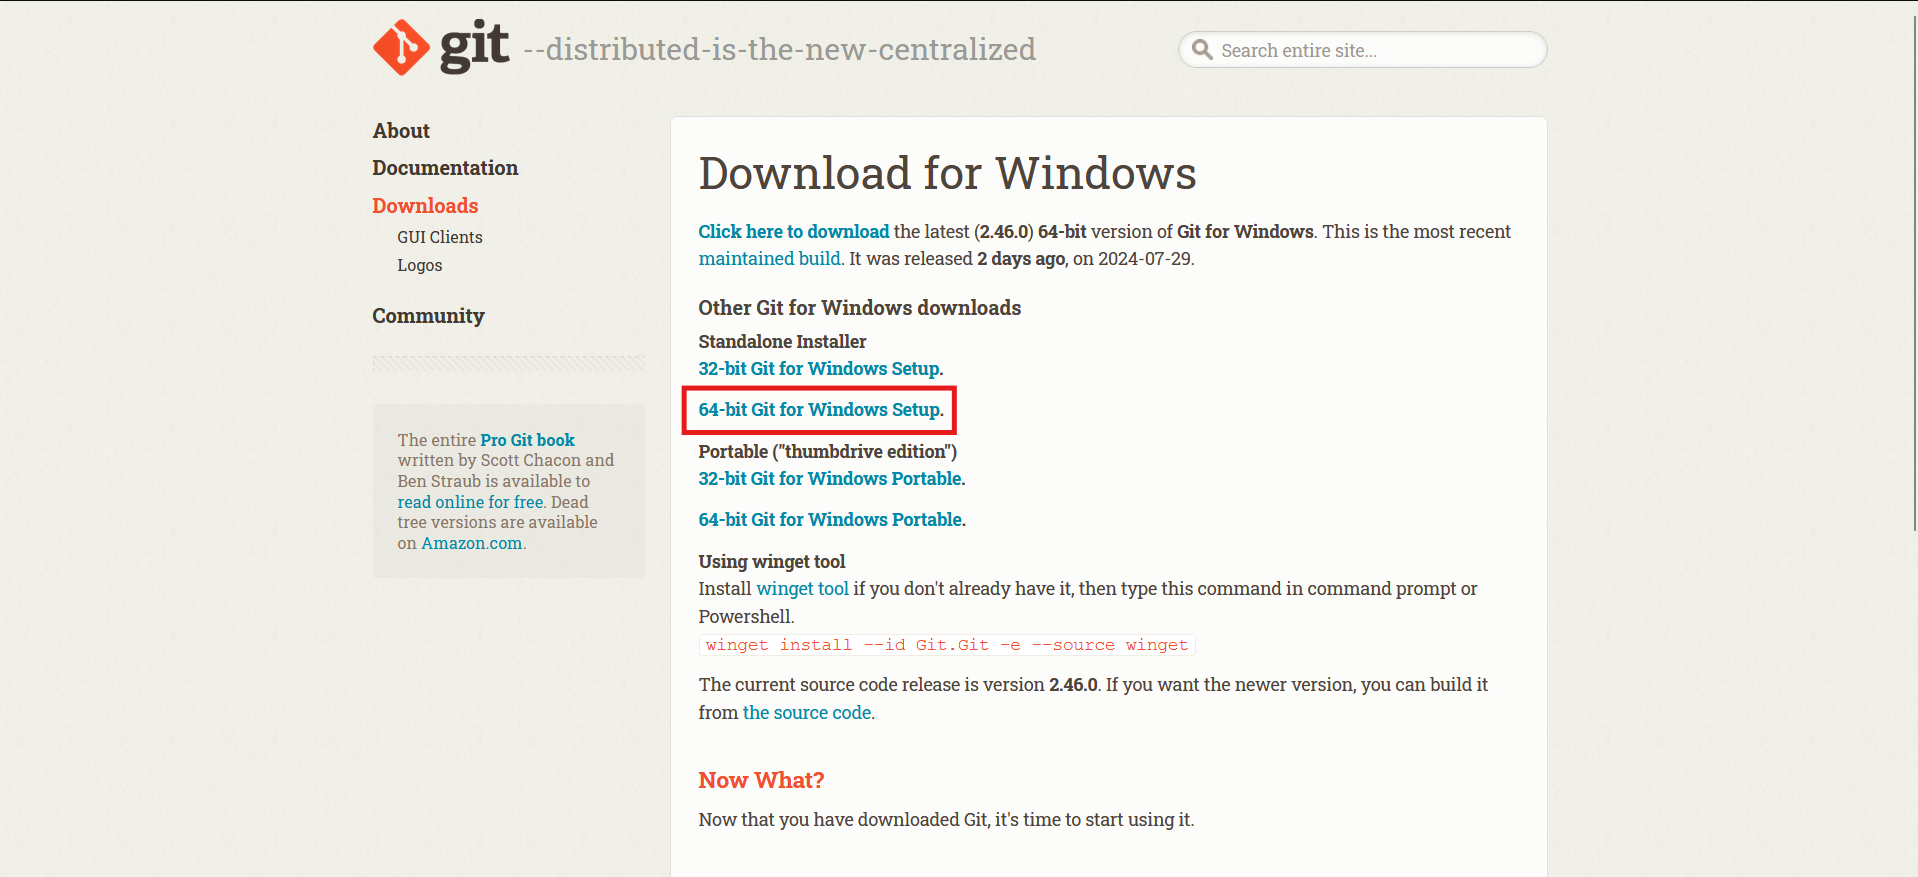 git --distributed-is-the-new-centralized
Search entire site...
About
Documentation
Downloads
GUI Clients
Logos
Community
The entire Pro Git book
written by Scott Chacon and
Ben Straub is available to
read online for free. Dead
tree versions are available
on Amazon.com.
Download for Windows
Click here to download the latest (2.46.0) 64-bit version of Git for Windows. This is the most recent
maintained build. It was released 2 days ago, on 2024-07-29.
Other Git for Windows downloads
Standalone Installer
32-bit Git for Windows Setup.
64-bit Git for Windows Setup.
Portable ("thumbdrive edition")
32-bit Git for Windows Portable.
64-bit Git for Windows Portable.
Using winget tool
Install winget tool if you don't already have it, then type this command in command prompt or
Powershell.
winget install --id Git.Git -e --source winget
The current source code release is version 2.46.0. If you want the newer version, you can build it
from the source code.
Now What?
Now that you have downloaded Git, it's time to start using it.